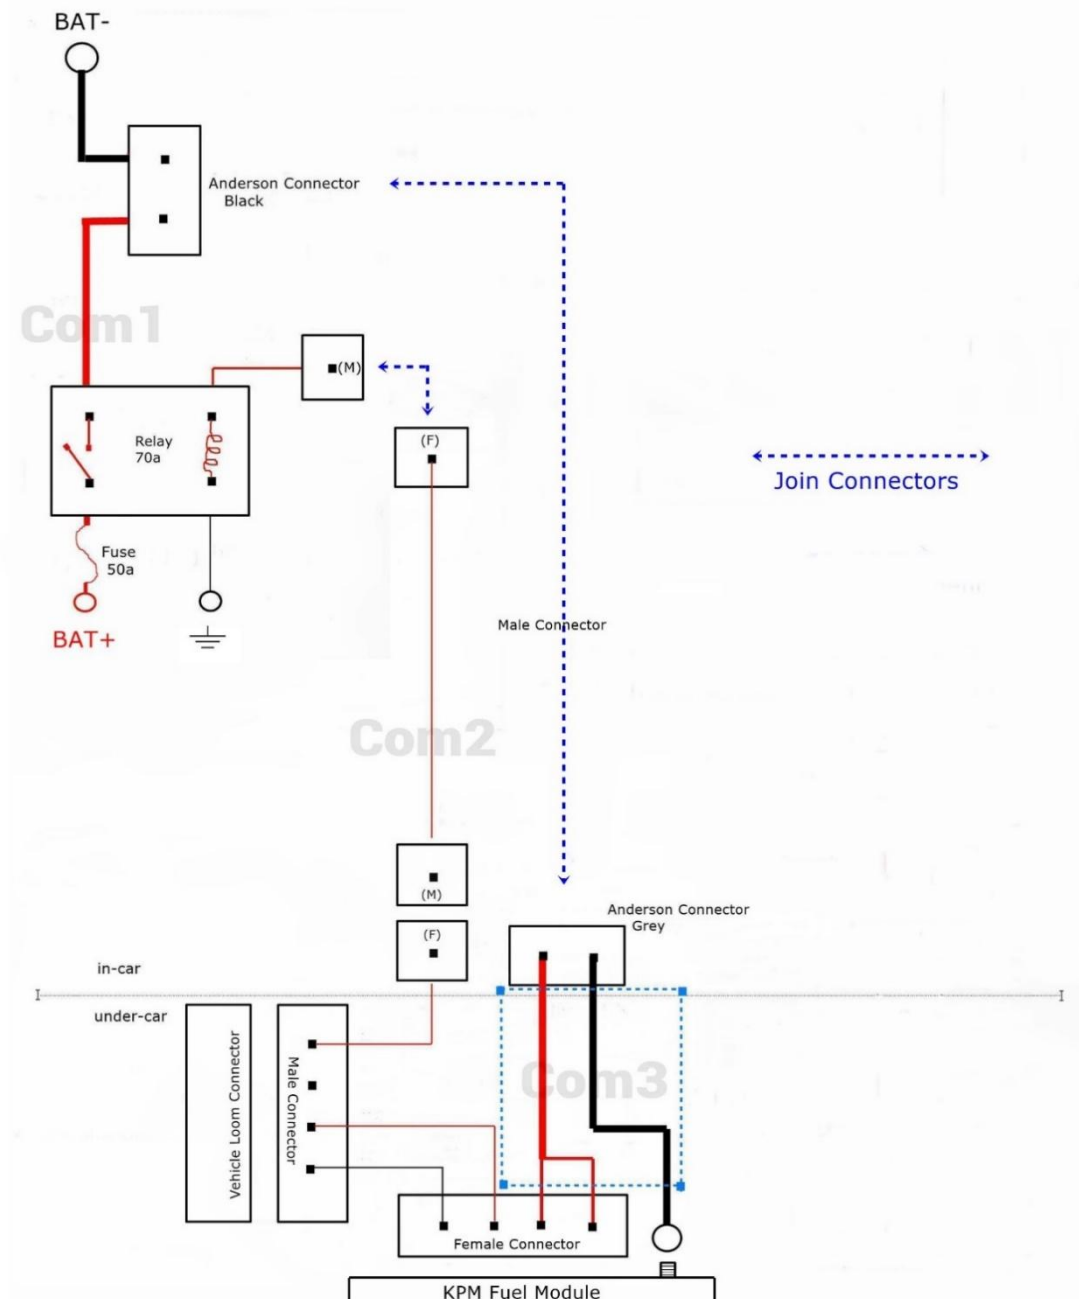 BAT-
Anderson Connector
Black
Com1
(M)
(F)
Relay
70a
Join Connectors
Fuse
50a
BAT+
Male Connector
Com2
(M)
(F)
Anderson Connector
Grey
in-car
under-car
Vehicle Loom Connector
Male Connector
Com3
Female Connector
KPM Fuel Module